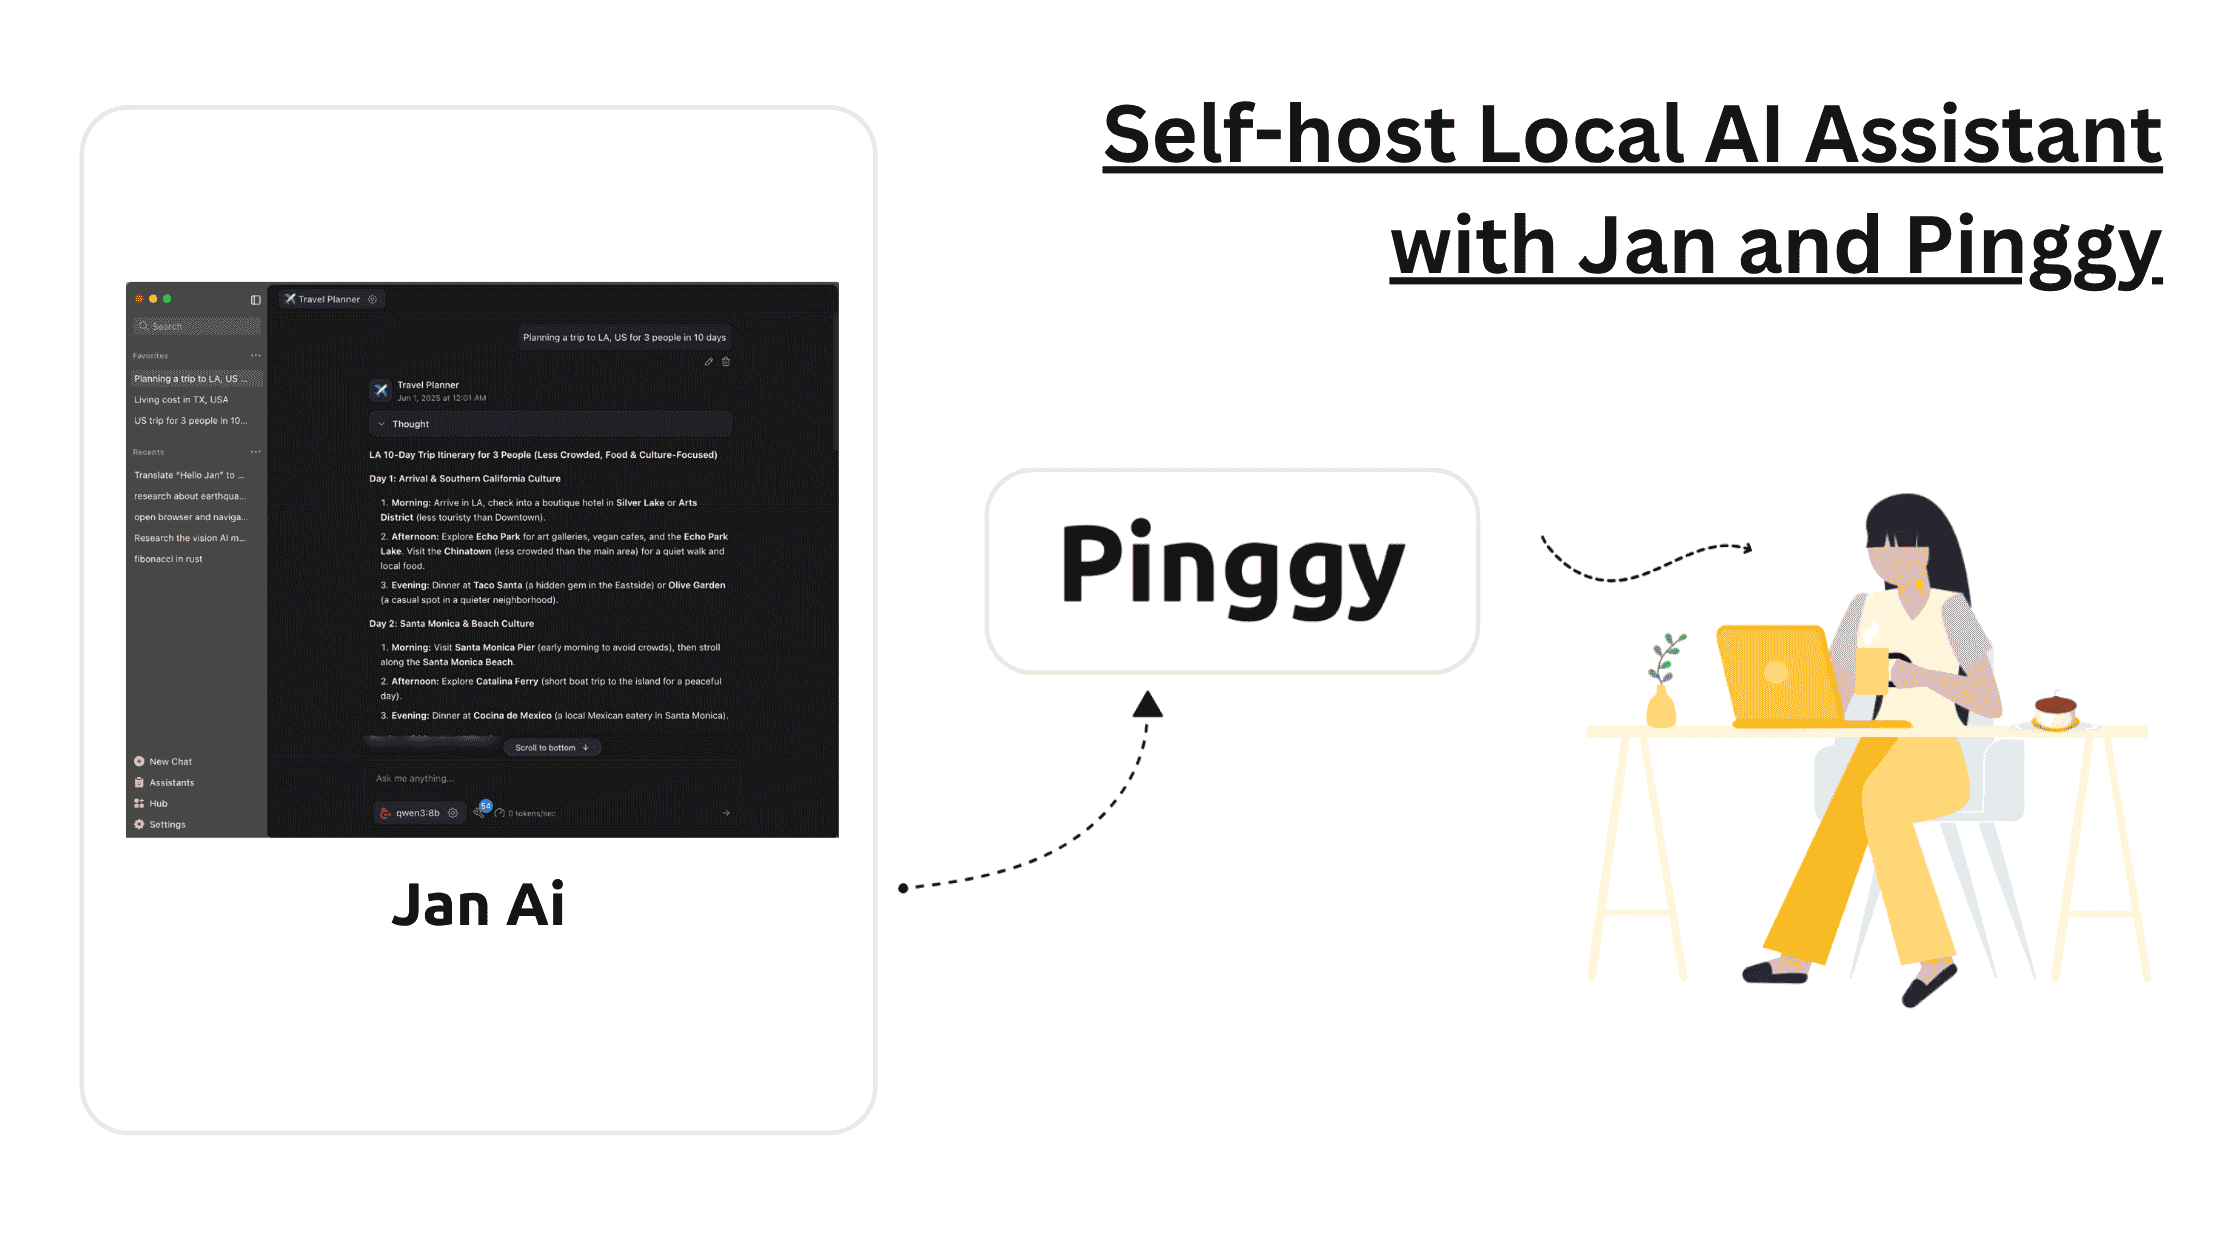 Self-host Local AI Assistant
with Jan and Pinggy
Search
Favorites
Planning a trip to LA, US ...
Living cost in TX, USA
US trip for 3 people in 10...
Recents
Translate "Hello Jan" to ...
research about earthqua...
open browser and naviga...
Research the vision AI m...
fibonacci in rust
New Chat
Assistants
Hub
Settings
Travel Planner
Planning a trip to LA, US for 3 people in 10 days
Travel Planner
Jun 1, 2025 at 12:01 AM
Thought
LA 10-Day Trip Itinerary for 3 People (Less Crowded, Food & Culture-Focused)
Day 1: Arrival & Southern California Culture
1. Morning: Arrive in LA, check into a boutique hotel in Silver Lake or Arts
District (less touristy than Downtown).
2. Afternoon: Explore Echo Park for art galleries, vegan cafes, and the Echo Park
Lake. Visit the Chinatown (less crowded than the main area) for a quiet walk and
local food.
3. Evening: Dinner at Taco Santa (a hidden gem in the Eastside) or Olive Garden
(a casual spot in a quieter neighborhood).
Day 2: Santa Monica & Beach Culture
1. Morning: Visit Santa Monica Pier (early morning to avoid crowds), then stroll
along the Santa Monica Beach.
2. Afternoon: Explore Catalina Ferry (short boat trip to the island for a peaceful
day).
3. Evening: Dinner at Cocina de Mexico (a local Mexican eatery in Santa Monica).
Scroll to bottom
Ask me anything...
qwen3:8b
54
0 tokens/sec
Jan Ai
Pinggy